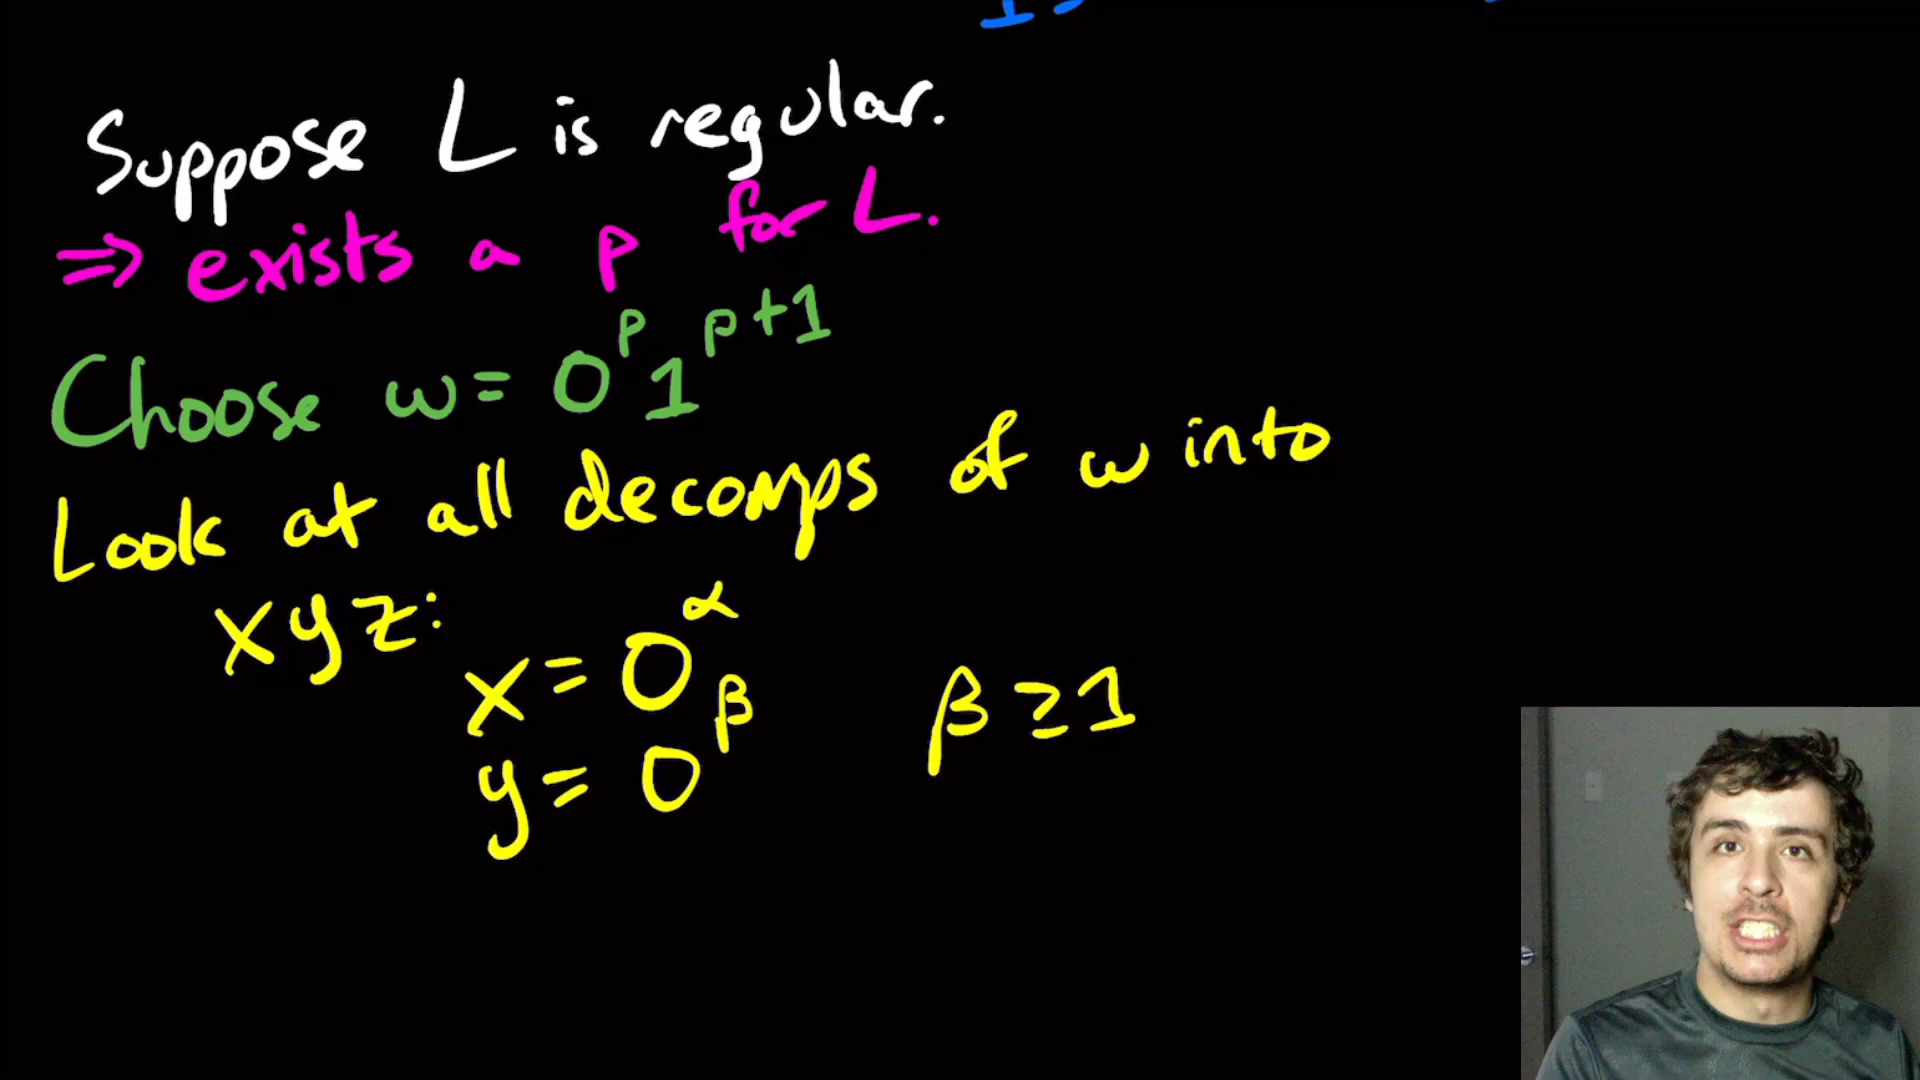 Suppose L is regular.
⇒ exists a p for L.
Choose w = 0^p 1^{p+1}
Look at all decomps of w into
xyz:
x = 0^α
y = 0^β β ≥ 1